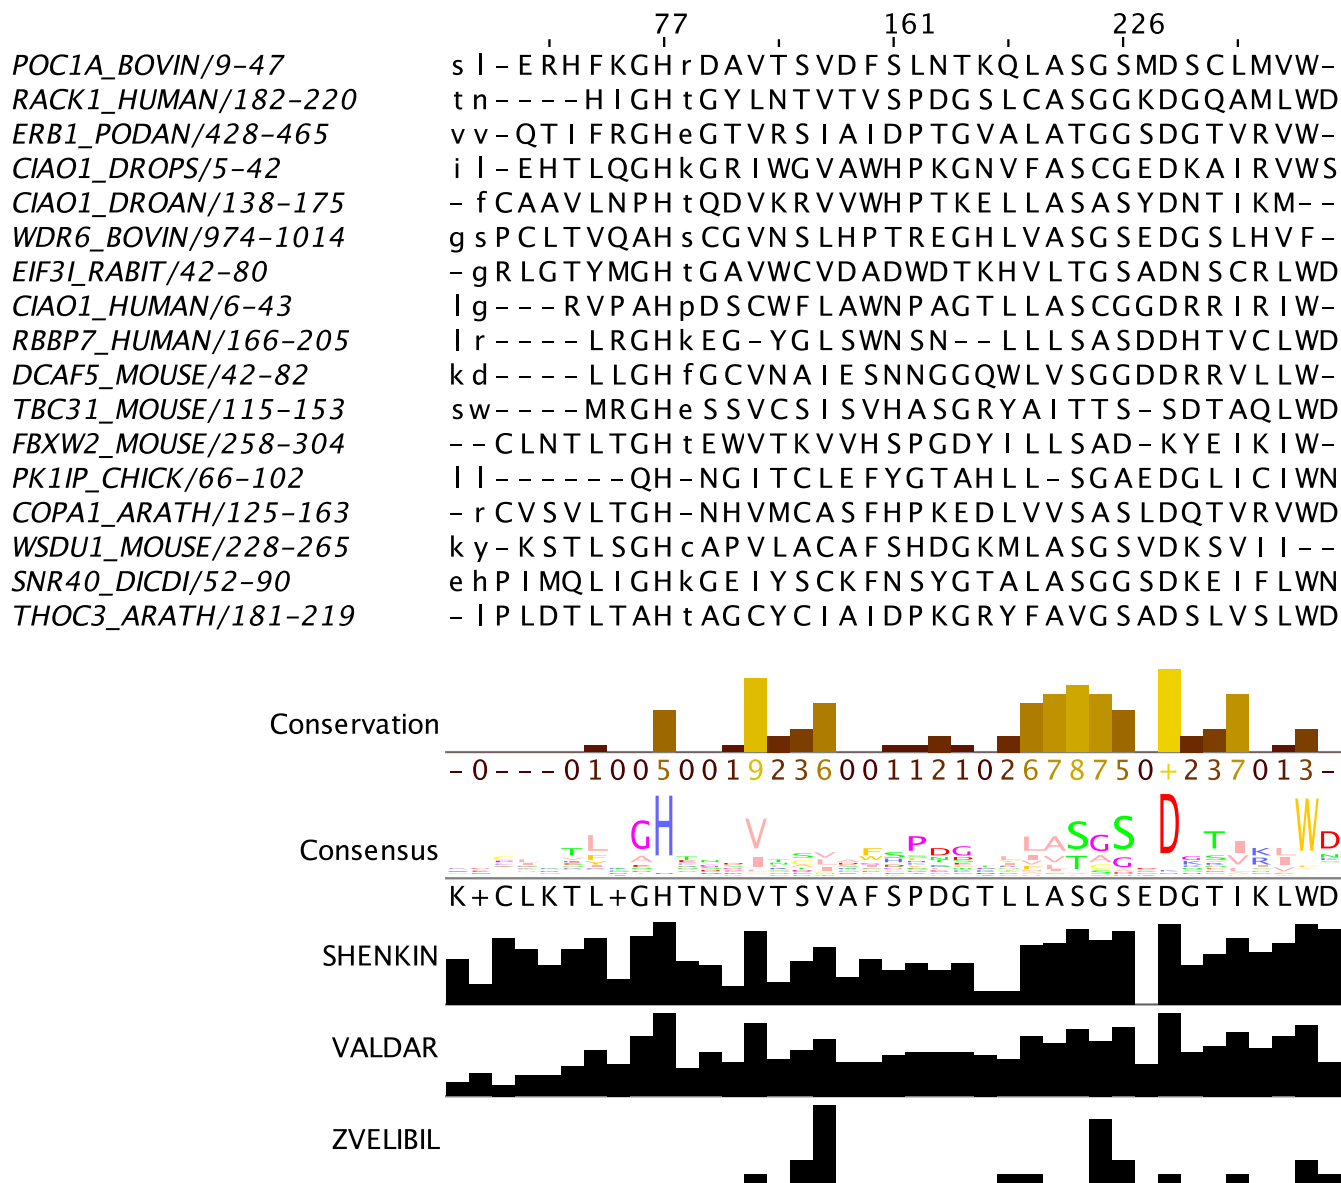 77 161 226
POC1A_BOVIN/9-47 sl-ERHFKGHrDAVTSVDFSLNTKQLASGSMDSCLMVW-
RACK1_HUMAN/182-220 tn----HIGHtGYLNTVTVSPDGSLCASGGKDGQAMLWD
ERB1_PODAN/428-465 vv-QTIFRGHeGTVRSIAIDPTGVALATGGSDGTVRVW-
CIAO1_DROPS/5-42 il-EHTLQGHkGRIWGVAWHPKGNVFASCGEDKAIRVWS
CIAO1_DROAN/138-175 -fCAAVLNPHtQDVKRVVWHPTKELLASASYDNTIKM--
WDR6_BOVIN/974-1014 gsPCLTVQAHsCGVNSLHPTREGHLVASGSEDGSLHVF-
EIF3I_RABIT/42-80 -gRLGTYMGHtGAVWCVDADWDTKHVLTGSADNSCRLWD
CIAO1_HUMAN/6-43 lg---RVPAHpDSCWFLAWNPAGTLLASCGGDRRIRIW-
RBBP7_HUMAN/166-205 lr----LRGHkEG-YGLSWNSN--LLLSASDDHTVCLWD
DCAF5_MOUSE/42-82 kd----LLGHfGCVNAIESNNGGQWLVSGGDDRRVLLW-
TBC31_MOUSE/115-153 sw----MRGHeSSVCSISVHASGRYAITTS-SDTAQLWD
FBXW2_MOUSE/258-304 --CLNTLTGHtEWVTKVVHSPGDYILLSAD-KYEIKIW-
PK1IP_CHICK/66-102 ll------QH-NGITCLEFYGTAHLL-SGAEDGLICIWN
COPA1_ARATH/125-163 -rCVSVLTGH-NHVMCASFHPKEDLVVSASLDQTVRVWD
WSDU1_MOUSE/228-265 ky-KSTLSGHcAPVLACAFSHDGKMLASGSVDKSVII--
SNR40_DICDI/52-90 ehPIMQLIGHkGEIYSCKFNSYGTALASGGSDKEIFLWN
THOC3_ARATH/181-219 -lPLDTLTAHtAGCYCIAIDPKGRYFAVGSADSLVSLWD
Conservation
-0---01005001923600112102678750+237013-
Consensus
K+CLKTL+GHTNDVTSVAFSPDGTLLASGSEDGTIKLWD
SHENKIN
VALDAR
ZVELIBIL